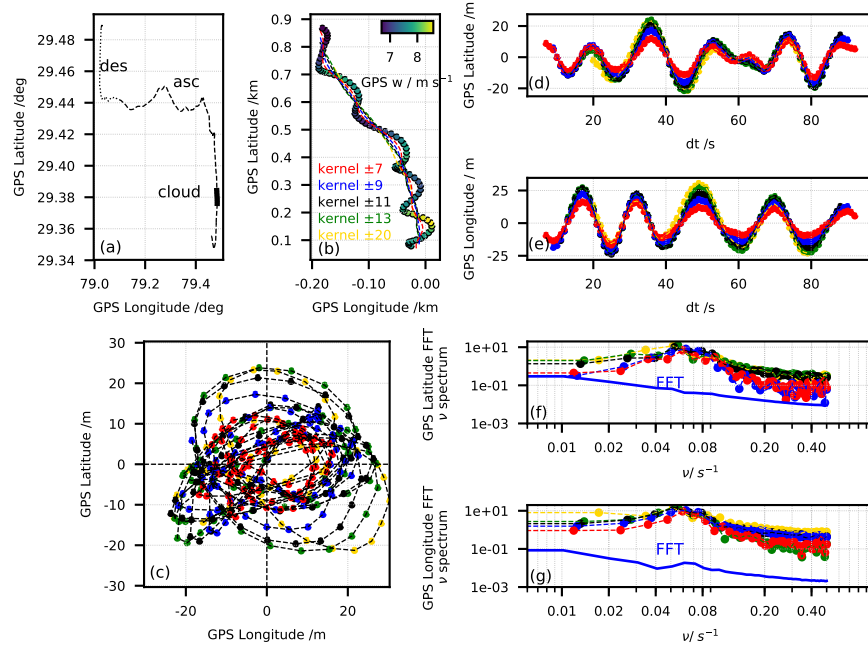 29.48
29.46
29.44
29.42
29.40
29.38
29.36
29.34
79.0
79.2
79.4
GPS Latitude /deg
GPS Longitude /deg
des
asc
cloud
(a)
0.9
0.8
0.7
0.6
0.5
0.4
0.3
0.2
0.1
-0.20
-0.10
0.00
GPS Latitude /km
GPS Longitude /km
7
8
GPS w / m s⁻¹
kernel ±7
kernel ±9
kernel ±11
kernel ±13
kernel ±20
(b)
30
20
10
0
-10
-20
-30
-20
0
20
GPS Latitude /m
GPS Longitude /m
(c)
20
0
-20
20
40
60
80
GPS Latitude / m
dt /s
(d)
25
0
-25
20
40
60
80
GPS Longitude / m
dt /s
(e)
1e+01
1e-01
1e-03
0.01
0.02
0.04
0.08
0.20
0.40
GPS Latitude FFT
ν spectrum
FFT
ν/ s⁻¹
(f)
1e+01
1e-01
1e-03
0.01
0.02
0.04
0.08
0.20
0.40
GPS Longitude FFT
ν spectrum
FFT
ν/ s⁻¹
(g)